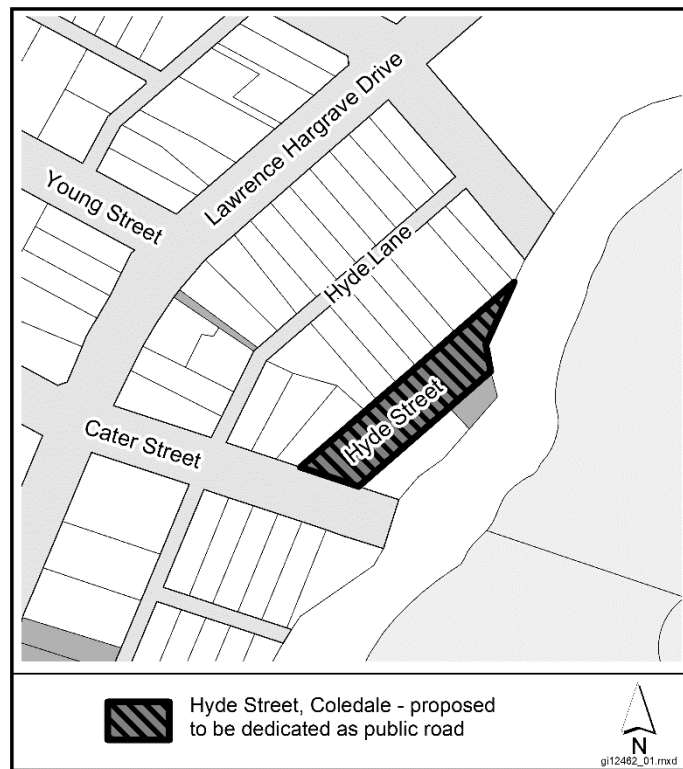 Lawrence Hargrave Drive
Young Street
Hyde Lane
Hyde Street
Cater Street
Hyde Street, Coledale - proposed
to be dedicated as public road
N
gi12462_01.mxd